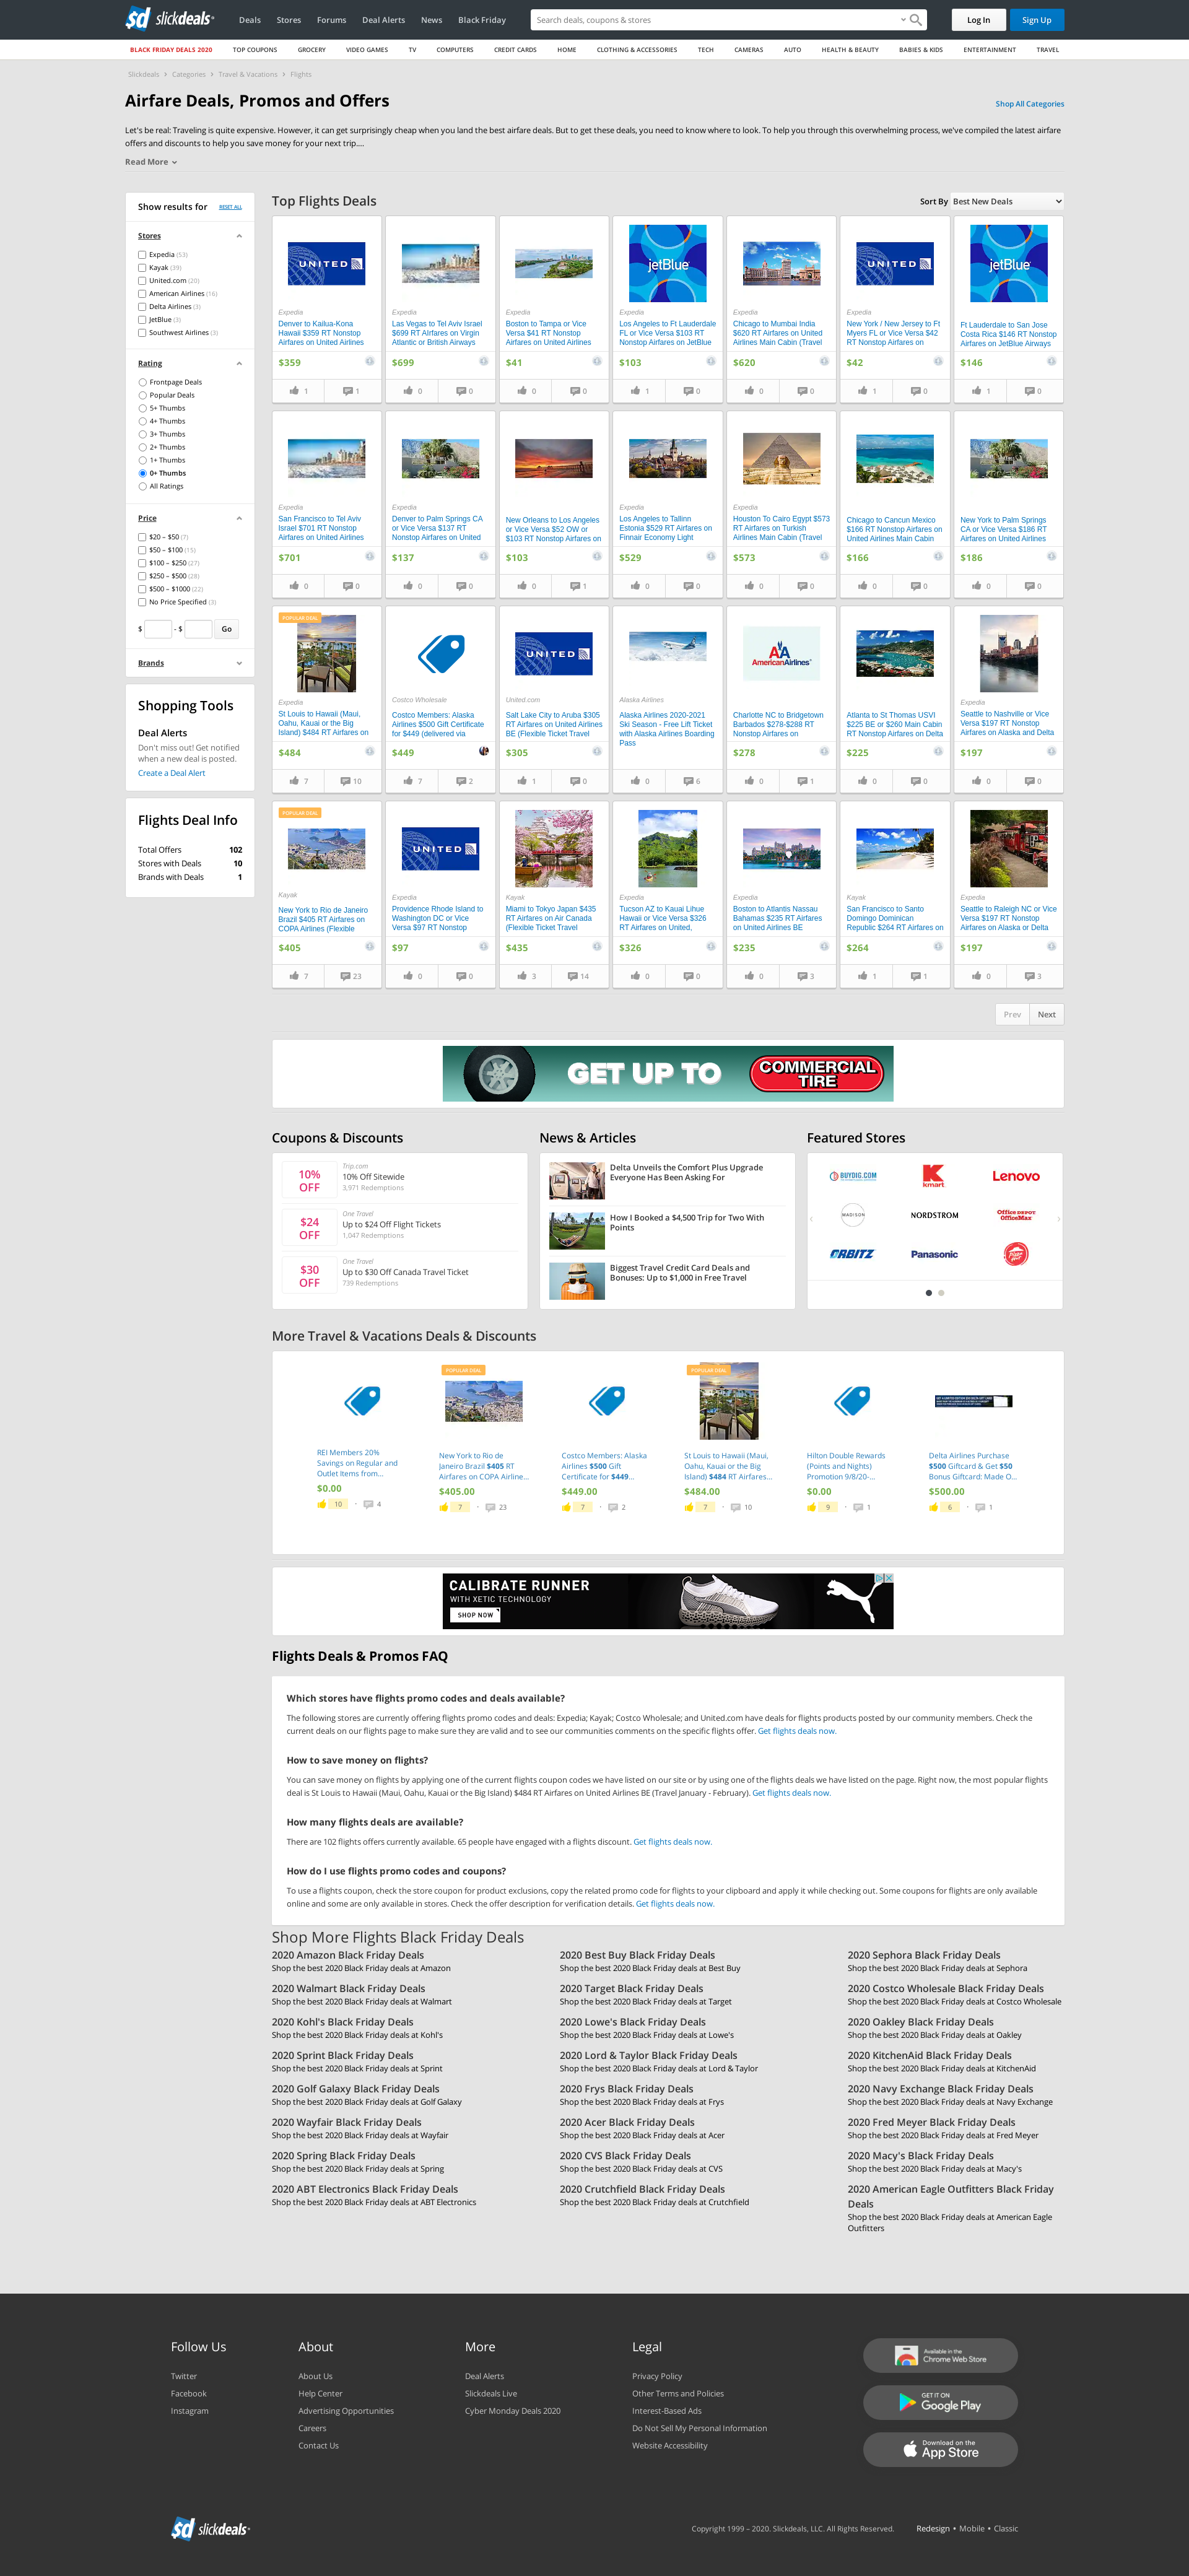 slickdeals
Deals Stores Forums Deal Alerts News Black Friday
Search deals, coupons & stores
Log In
Sign Up
BLACK FRIDAY DEALS 2020 TOP COUPONS GROCERY VIDEO GAMES TV COMPUTERS CREDIT CARDS HOME CLOTHING & ACCESSORIES TECH CAMERAS AUTO HEALTH & BEAUTY BABIES & KIDS ENTERTAINMENT TRAVEL
Slickdeals › Categories › Travel & Vacations › Flights
Airfare Deals, Promos and Offers
Shop All Categories
Let's be real: Traveling is quite expensive. However, it can get surprisingly cheap when you land the best airfare deals. But to get these deals, you need to know where to look. To help you through this overwhelming process, we've compiled the latest airfare
offers and discounts to help you save money for your next trip....
Read More
Show results for RESET ALL
Stores
Expedia (53)
Kayak (39)
United.com (20)
American Airlines (16)
Delta Airlines (3)
JetBlue (3)
Southwest Airlines (3)
Rating
Frontpage Deals
Popular Deals
5+ Thumbs
4+ Thumbs
3+ Thumbs
2+ Thumbs
1+ Thumbs
0+ Thumbs
All Ratings
Price
$20 – $50 (7)
$50 – $100 (15)
$100 – $250 (27)
$250 – $500 (28)
$500 – $1000 (22)
No Price Specified (3)
$ - $ Go
Brands
Shopping Tools
Deal Alerts
Don't miss out! Get notified
when a new deal is posted.
Create a Deal Alert
Flights Deal Info
Total Offers 102
Stores with Deals 10
Brands with Deals 1
Top Flights Deals
Sort By Best New Deals
UNITED
Expedia
Denver to Kailua-Kona
Hawaii $359 RT Nonstop
Airfares on United Airlines
$359
1 1
Expedia
Las Vegas to Tel Aviv Israel
$699 RT AIrfares on Virgin
Atlantic or British Airways
$699
0 0
Expedia
Boston to Tampa or Vice
Versa $41 RT Nonstop
Airfares on United Airlines
$41
0 0
jetBlue
Expedia
Los Angeles to Ft Lauderdale
FL or Vice Versa $103 RT
Nonstop Airfares on JetBlue
$103
1 0
Expedia
Chicago to Mumbai India
$620 RT Airfares on United
Airlines Main Cabin (Travel
$620
0 0
UNITED
Expedia
New York / New Jersey to Ft
Myers FL or Vice Versa $42
RT Nonstop Airfares on
$42
1 0
jetBlue
Ft Lauderdale to San Jose
Costa Rica $146 RT Nonstop
Airfares on JetBlue Airways
$146
1 0
Expedia
San Francisco to Tel Aviv
Israel $701 RT Nonstop
Airfares on United Airlines
$701
0 0
Expedia
Denver to Palm Springs CA
or Vice Versa $137 RT
Nonstop Airfares on United
$137
0 0
New Orleans to Los Angeles
or Vice Versa $52 OW or
$103 RT Nonstop Airfares on
$103
0 1
Expedia
Los Angeles to Tallinn
Estonia $529 RT Airfares on
Finnair Economy Light
$529
0 0
Expedia
Houston To Cairo Egypt $573
RT Airfares on Turkish
Airlines Main Cabin (Travel
$573
0 0
Chicago to Cancun Mexico
$166 RT Nonstop Airfares on
United Airlines Main Cabin
$166
0 0
New York to Palm Springs
CA or Vice Versa $186 RT
Airfares on United Airlines
$186
0 0
POPULAR DEAL
Expedia
St Louis to Hawaii (Maui,
Oahu, Kauai or the Big
Island) $484 RT Airfares on
$484
7 10
Costco Wholesale
Costco Members: Alaska
Airlines $500 Gift Certificate
for $449 (delivered via
$449
7 2
UNITED
United.com
Salt Lake City to Aruba $305
RT Airfares on United Airlines
BE (Flexible Ticket Travel
$305
1 0
Alaska Airlines
Alaska Airlines 2020-2021
Ski Season - Free Lift Ticket
with Alaska Airlines Boarding
Pass
0 6
AmericanAirlines
Charlotte NC to Bridgetown
Barbados $278-$288 RT
Nonstop Airfares on
$278
0 1
Atlanta to St Thomas USVI
$225 BE or $260 Main Cabin
RT Nonstop Airfares on Delta
$225
0 0
Expedia
Seattle to Nashville or Vice
Versa $197 RT Nonstop
Airfares on Alaska and Delta
$197
0 0
POPULAR DEAL
Kayak
New York to Rio de Janeiro
Brazil $405 RT Airfares on
COPA Airlines (Flexible
$405
7 23
UNITED
Expedia
Providence Rhode Island to
Washington DC or Vice
Versa $97 RT Nonstop
$97
0 0
Kayak
Miami to Tokyo Japan $435
RT Airfares on Air Canada
(Flexible Ticket Travel
$435
3 14
Expedia
Tucson AZ to Kauai Lihue
Hawaii or Vice Versa $326
RT Airfares on United,
$326
0 0
Expedia
Boston to Atlantis Nassau
Bahamas $235 RT Airfares
on United Airlines BE
$235
0 3
Kayak
San Francisco to Santo
Domingo Dominican
Republic $264 RT Airfares on
$264
1 1
Expedia
Seattle to Raleigh NC or Vice
Versa $197 RT Nonstop
Airfares on Alaska or Delta
$197
0 3
Prev Next
GET UP TO COMMERCIAL TIRE
Coupons & Discounts
10% OFF
Trip.com
10% Off Sitewide
3,971 Redemptions
$24 OFF
One Travel
Up to $24 Off Flight Tickets
1,047 Redemptions
$30 OFF
One Travel
Up to $30 Off Canada Travel Ticket
739 Redemptions
News & Articles
Delta Unveils the Comfort Plus Upgrade
Everyone Has Been Asking For
How I Booked a $4,500 Trip for Two With
Points
Biggest Travel Credit Card Deals and
Bonuses: Up to $1,000 in Free Travel
Featured Stores
BUYDIG.COM Kmart Lenovo
MADISON NORDSTROM Office DEPOT OfficeMax
ORBITZ Panasonic
More Travel & Vacations Deals & Discounts
REI Members 20%
Savings on Regular and
Outlet Items from...
$0.00
10 • 4
POPULAR DEAL
New York to Rio de
Janeiro Brazil $405 RT
Airfares on COPA Airline...
$405.00
7 • 23
Costco Members: Alaska
Airlines $500 Gift
Certificate for $449...
$449.00
7 • 2
POPULAR DEAL
St Louis to Hawaii (Maui,
Oahu, Kauai or the Big
Island) $484 RT Airfares...
$484.00
7 • 10
Hilton Double Rewards
(Points and Nights)
Promotion 9/8/20-...
$0.00
9 • 1
Delta Airlines Purchase
$500 Giftcard & Get $50
Bonus Giftcard: Made O...
$500.00
6 • 1
CALIBRATE RUNNER
WITH XETIC TECHNOLOGY
SHOP NOW
Flights Deals & Promos FAQ
Which stores have flights promo codes and deals available?
The following stores are currently offering flights promo codes and deals: Expedia; Kayak; Costco Wholesale; and United.com have deals for flights products posted by our community members. Check the
current deals on our flights page to make sure they are valid and to see our communities comments on the specific flights offer. Get flights deals now.
How to save money on flights?
You can save money on flights by applying one of the current flights coupon codes we have listed on our site or by using one of the flights deals we have listed on the page. Right now, the most popular flights
deal is St Louis to Hawaii (Maui, Oahu, Kauai or the Big Island) $484 RT Airfares on United Airlines BE (Travel January - February). Get flights deals now.
How many flights deals are available?
There are 102 flights offers currently available. 65 people have engaged with a flights discount. Get flights deals now.
How do I use flights promo codes and coupons?
To use a flights coupon, check the store coupon for product exclusions, copy the related promo code for flights to your clipboard and apply it while checking out. Some coupons for flights are only available
online and some are only available in stores. Check the offer description for verification details. Get flights deals now.
Shop More Flights Black Friday Deals
2020 Amazon Black Friday Deals
Shop the best 2020 Black Friday deals at Amazon
2020 Best Buy Black Friday Deals
Shop the best 2020 Black Friday deals at Best Buy
2020 Sephora Black Friday Deals
Shop the best 2020 Black Friday deals at Sephora
2020 Walmart Black Friday Deals
Shop the best 2020 Black Friday deals at Walmart
2020 Target Black Friday Deals
Shop the best 2020 Black Friday deals at Target
2020 Costco Wholesale Black Friday Deals
Shop the best 2020 Black Friday deals at Costco Wholesale
2020 Kohl's Black Friday Deals
Shop the best 2020 Black Friday deals at Kohl's
2020 Lowe's Black Friday Deals
Shop the best 2020 Black Friday deals at Lowe's
2020 Oakley Black Friday Deals
Shop the best 2020 Black Friday deals at Oakley
2020 Sprint Black Friday Deals
Shop the best 2020 Black Friday deals at Sprint
2020 Lord & Taylor Black Friday Deals
Shop the best 2020 Black Friday deals at Lord & Taylor
2020 KitchenAid Black Friday Deals
Shop the best 2020 Black Friday deals at KitchenAid
2020 Golf Galaxy Black Friday Deals
Shop the best 2020 Black Friday deals at Golf Galaxy
2020 Frys Black Friday Deals
Shop the best 2020 Black Friday deals at Frys
2020 Navy Exchange Black Friday Deals
Shop the best 2020 Black Friday deals at Navy Exchange
2020 Wayfair Black Friday Deals
Shop the best 2020 Black Friday deals at Wayfair
2020 Acer Black Friday Deals
Shop the best 2020 Black Friday deals at Acer
2020 Fred Meyer Black Friday Deals
Shop the best 2020 Black Friday deals at Fred Meyer
2020 Spring Black Friday Deals
Shop the best 2020 Black Friday deals at Spring
2020 CVS Black Friday Deals
Shop the best 2020 Black Friday deals at CVS
2020 Macy's Black Friday Deals
Shop the best 2020 Black Friday deals at Macy's
2020 ABT Electronics Black Friday Deals
Shop the best 2020 Black Friday deals at ABT Electronics
2020 Crutchfield Black Friday Deals
Shop the best 2020 Black Friday deals at Crutchfield
2020 American Eagle Outfitters Black Friday
Deals
Shop the best 2020 Black Friday deals at American Eagle
Outfitters
Follow Us
Twitter
Facebook
Instagram
About
About Us
Help Center
Advertising Opportunities
Careers
Contact Us
More
Deal Alerts
Slickdeals Live
Cyber Monday Deals 2020
Legal
Privacy Policy
Other Terms and Policies
Interest-Based Ads
Do Not Sell My Personal Information
Website Accessibility
Available in the
Chrome Web Store
GET IT ON
Google Play
Download on the
App Store
slickdeals
Copyright 1999 – 2020. Slickdeals, LLC. All Rights Reserved. Redesign • Mobile • Classic